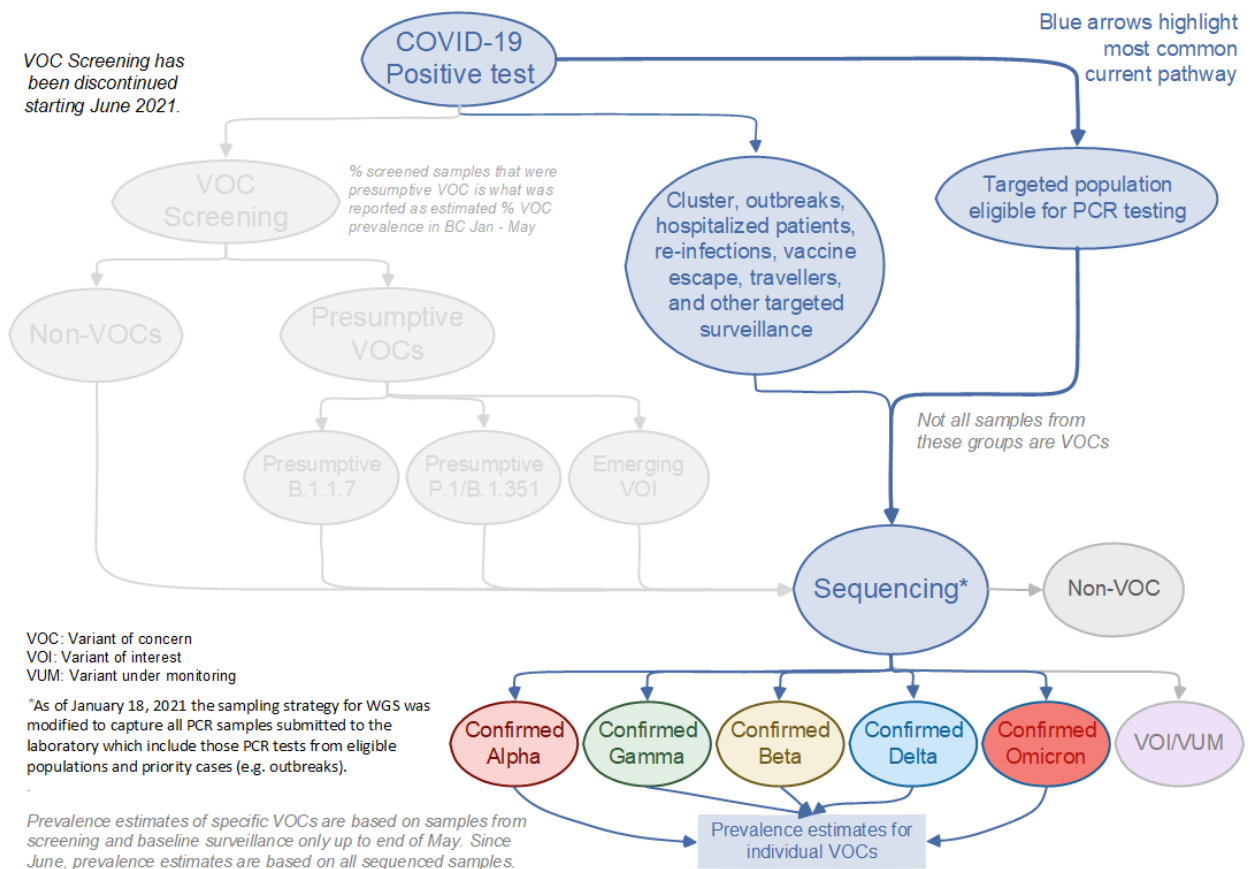 COVID-19
Positive test
Blue arrows highlight
most common
current pathway
VOC Screening has
been discontinued
starting June 2021.
VOC
Screening
% screened samples that were
presumptive VOC is what was
reported as estimated % VOC
prevalence in BC Jan - May
Cluster, outbreaks,
hospitalized patients,
re-infections, vaccine
escape, travellers,
and other targeted
surveillance
Targeted population
eligible for PCR testing
Non-VOCs
Presumptive
VOCs
Not all samples from
these groups are VOCs
Presumptive
B.1.1.7
Presumptive
P.1/B.1.351
Emerging
VOI
Sequencing*
Non-VOC
VOC: Variant of concern
VOI: Variant of interest
VUM: Variant under monitoring
*As of January 18, 2021 the sampling strategy for WGS was
modified to capture all PCR samples submitted to the
laboratory which include those PCR tests from eligible
populations and priority cases (e.g. outbreaks).
.
Confirmed
Alpha
Confirmed
Gamma
Confirmed
Beta
Confirmed
Delta
Confirmed
Omicron
VOI/VUM
Prevalence estimates for
individual VOCs
Prevalence estimates of specific VOCs are based on samples from
screening and baseline surveillance only up to end of May. Since
June, prevalence estimates are based on all sequenced samples.